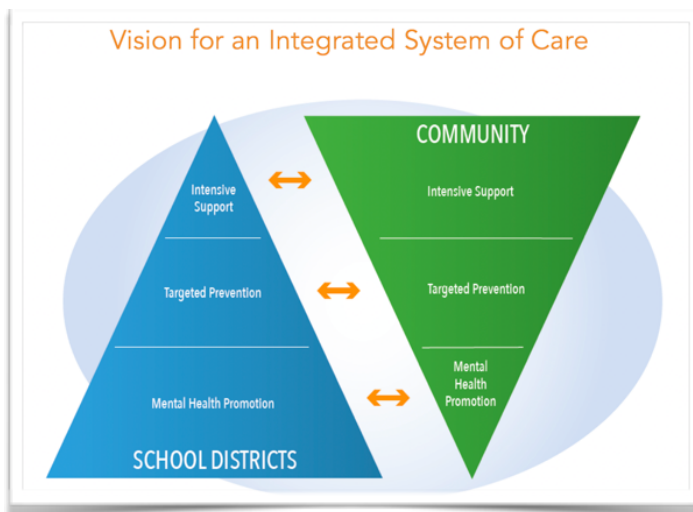 Vision for an Integrated System of Care
Intensive
Support
Targeted Prevention
Mental Health Promotion
SCHOOL DISTRICTS
COMMUNITY
Intensive Support
Targeted Prevention
Mental
Health
Promotion